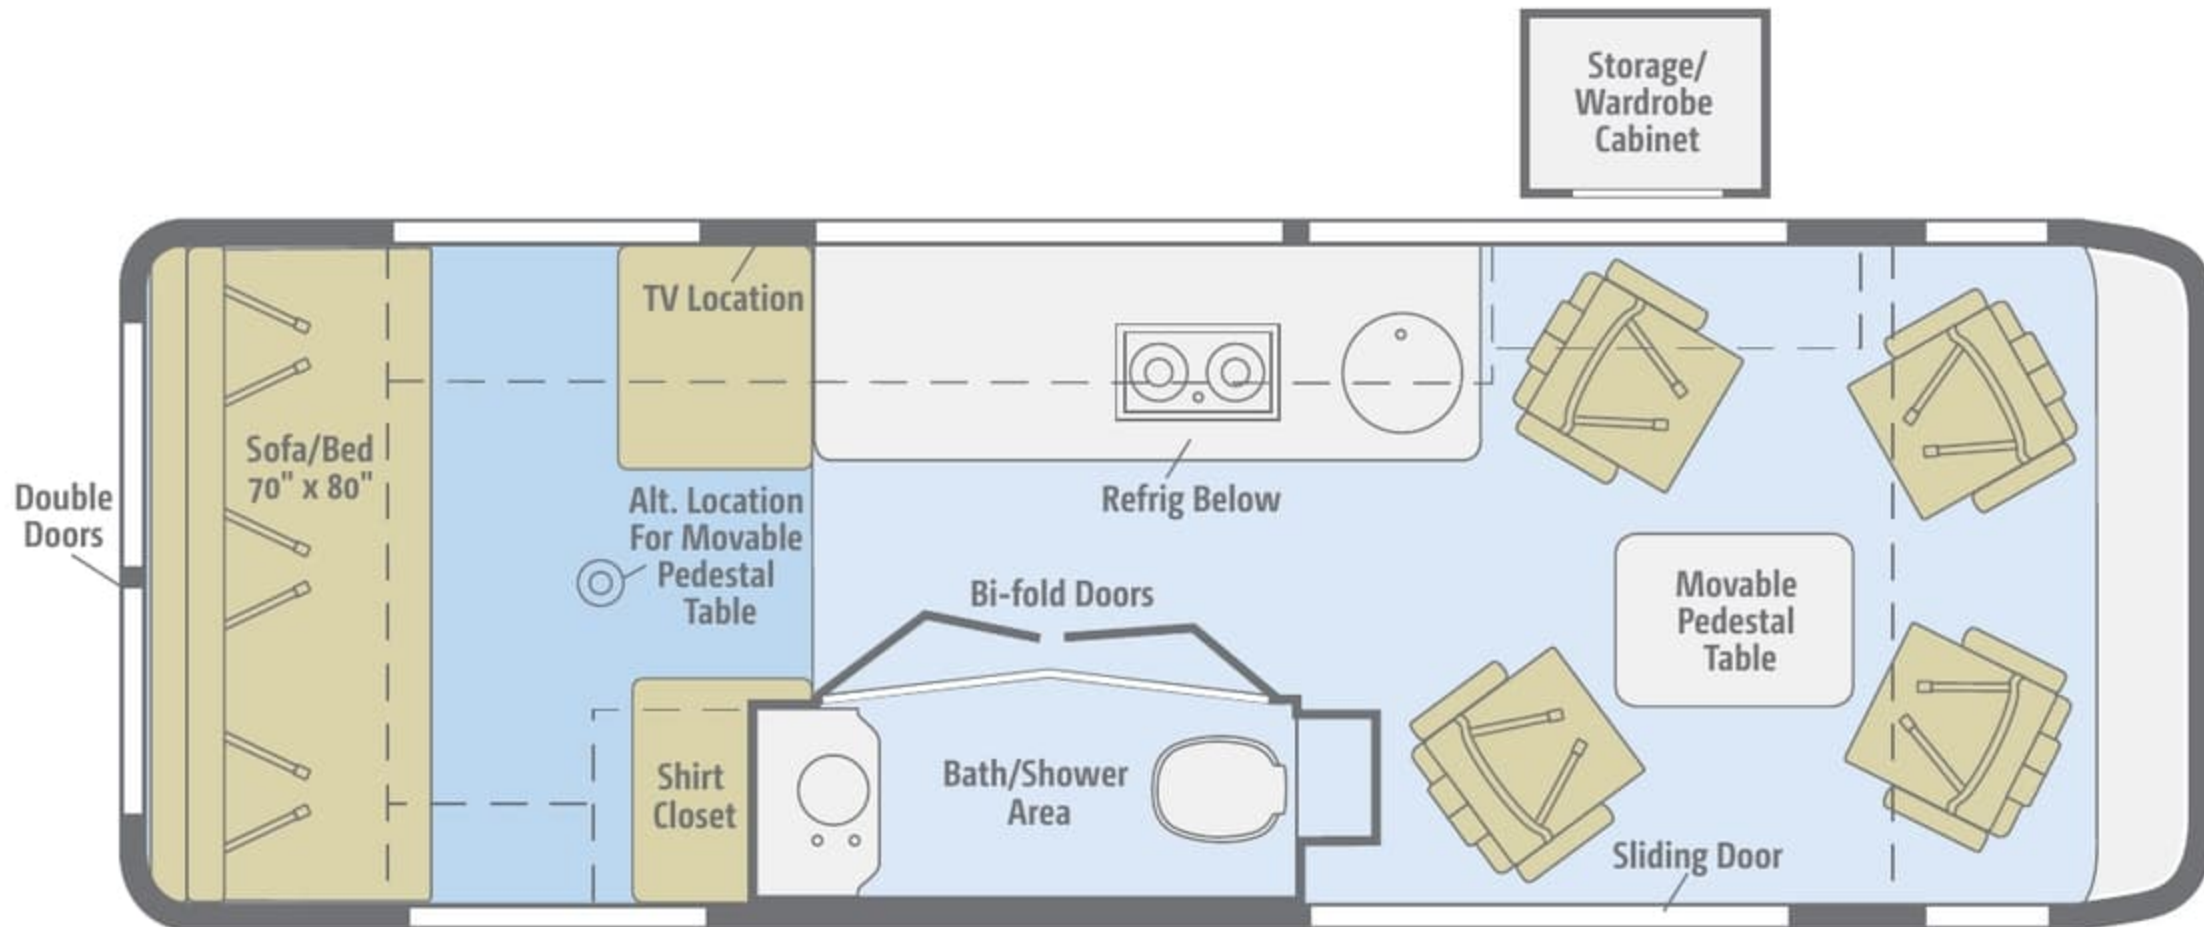 Storage/
Wardrobe
Cabinet
TV Location
Sofa/Bed
70" x 80"
Double
Doors
Alt. Location
For Movable
Pedestal
Table
Refrig Below
Bi-fold Doors
Movable
Pedestal
Table
Shirt
Closet
Bath/Shower
Area
Sliding Door